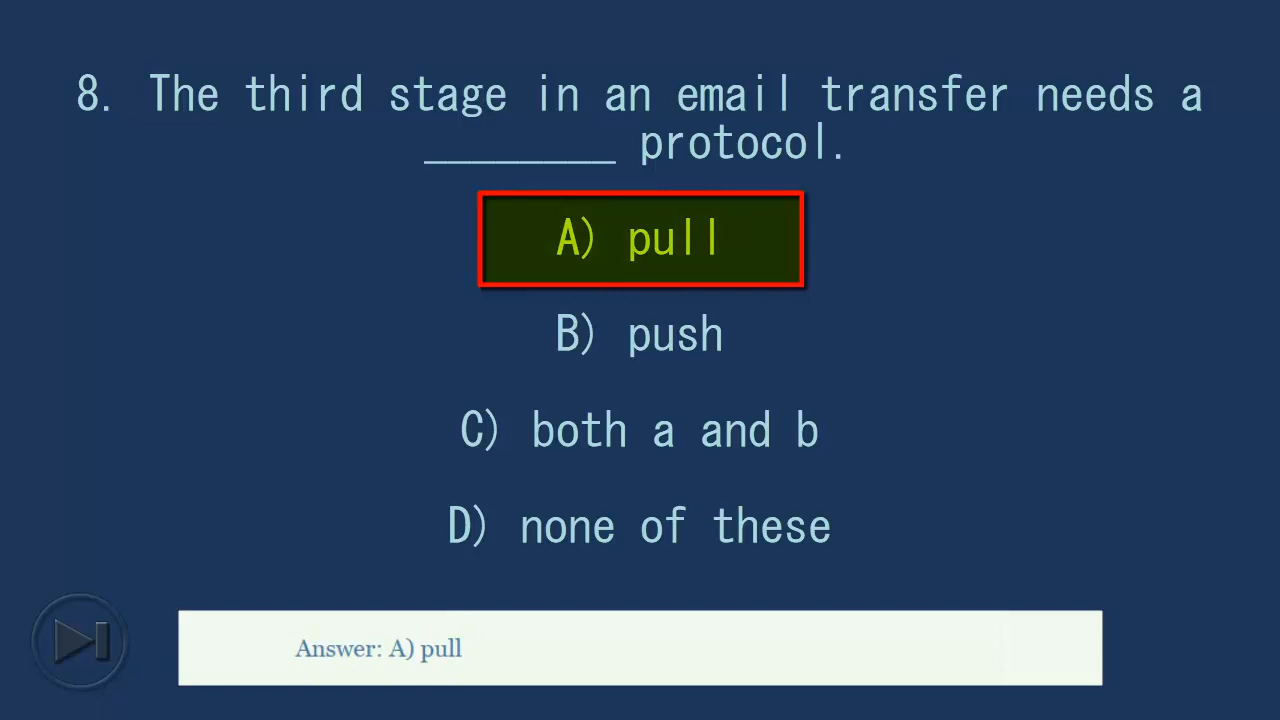 8. The third stage in an email transfer needs a
________ protocol.
A) pull
B) push
C) both a and b
D) none of these
Answer: A) pull